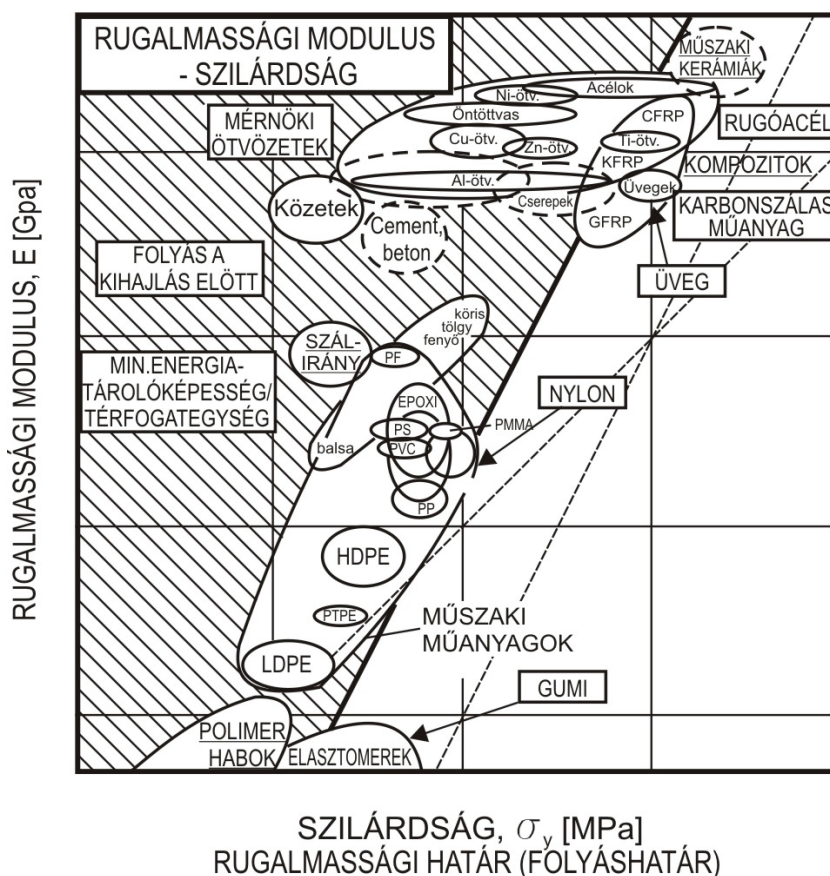 RUGALMASSÁGI MODULUS
- SZILÁRDSÁG
MŰSZAKI
KERÁMIÁK
Acélok
Ni-ötv.
Öntöttvas
CFRP
RUGÓACÉL
MÉRNÖKI
ÖTVÖZETEK
Cu-ötv.
Zn-ötv.
Ti-ötv.
KFRP
KOMPOZITOK
Al-ötv.
Üvegek
Közetek
Cserepek
KARBONSZÁLAS
MŰANYAG
Cement,
beton
GFRP
FOLYÁS A
KIHAJLÁS ELÖTT
ÜVEG
köris
tölgy
fenyő
SZÁL-
IRÁNY
PF
MIN.ENERGIA-
TÁROLÓKÉPESSÉG/
TÉRFOGATEGYSÉG
EPOXI
NYLON
PS
PMMA
balsa
PVC
PP
HDPE
PTPE
MŰSZAKI
MŰANYAGOK
LDPE
GUMI
POLIMER
HABOK
ELASZTOMEREK
RUGALMASSÁGI MODULUS, E [Gpa]
SZILÁRDSÁG, σy [MPa]
RUGALMASSÁGI HATÁR (FOLYÁSHATÁR)